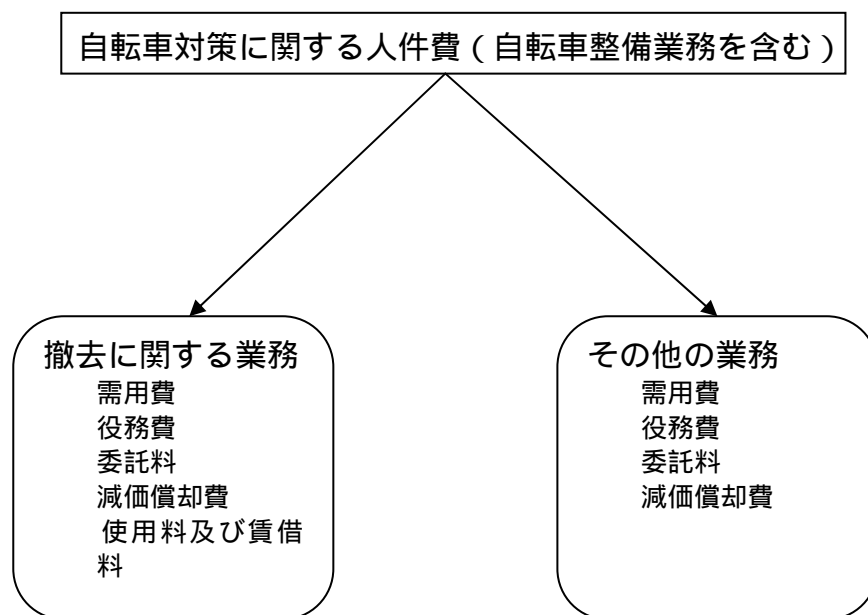 自転車対策に関する人件費(自転車整備業務を含む)
撤去に関する業務
需用費
役務費
委託料
減価償却費
使用料及び賃借
料
その他の業務
需用費
役務費
委託料
減価償却費